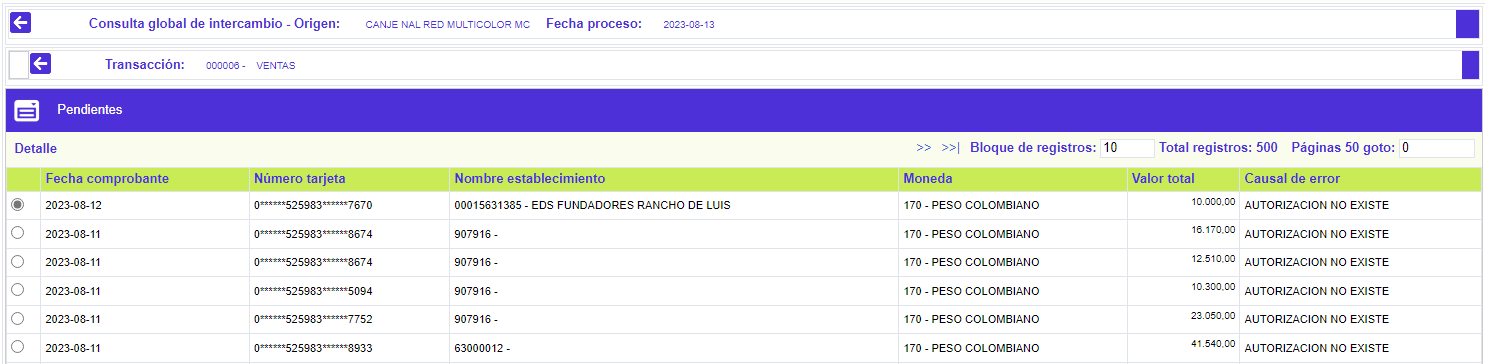 Consulta global de intercambio - Origen: CANJE NAL RED MULTICOLOR MC Fecha proceso: 2023-08-13
Transacción: 000006 - VENTAS
Pendientes
Detalle >> >>| Bloque de registros: 10 Total registros: 500 Páginas 50 goto: 0
Fecha comprobante Número tarjeta Nombre establecimiento Moneda Valor total Causal de error
2023-08-12 0******525983******7670 00015631385 - EDS FUNDADORES RANCHO DE LUIS 170 - PESO COLOMBIANO 10.000,00 AUTORIZACION NO EXISTE
2023-08-11 0******525983******8674 907916 - 170 - PESO COLOMBIANO 16.170,00 AUTORIZACION NO EXISTE
2023-08-11 0******525983******8674 907916 - 170 - PESO COLOMBIANO 12.510,00 AUTORIZACION NO EXISTE
2023-08-11 0******525983******5094 907916 - 170 - PESO COLOMBIANO 10.300,00 AUTORIZACION NO EXISTE
2023-08-11 0******525983******7752 907916 - 170 - PESO COLOMBIANO 23.050,00 AUTORIZACION NO EXISTE
2023-08-11 0******525983******8933 63000012 - 170 - PESO COLOMBIANO 41.540,00 AUTORIZACION NO EXISTE